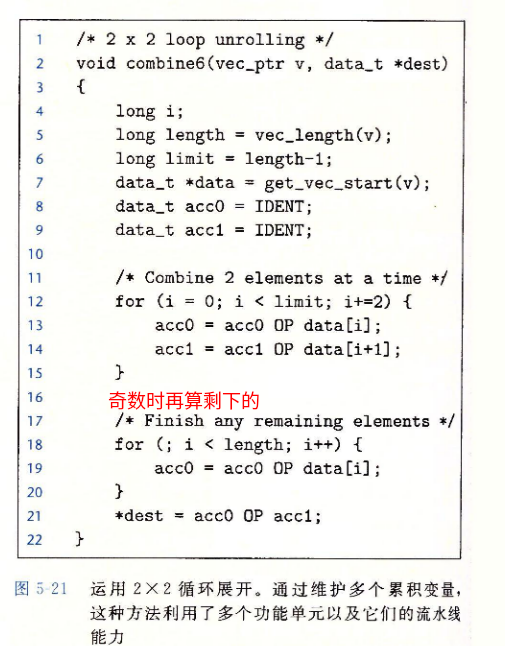 1 /* 2 x 2 loop unrolling */
2 void combine6(vec_ptr v, data_t *dest)
3 {
4 long i;
5 long length = vec_length(v);
6 long limit = length-1;
7 data_t *data = get_vec_start(v);
8 data_t acc0 = IDENT;
9 data_t acc1 = IDENT;
10
11 /* Combine 2 elements at a time */
12 for (i = 0; i < limit; i+=2) {
13 acc0 = acc0 OP data[i];
14 acc1 = acc1 OP data[i+1];
15 }
16 奇数时再算剩下的
17 /* Finish any remaining elements */
18 for (; i < length; i++) {
19 acc0 = acc0 OP data[i];
20 }
21 *dest = acc0 OP acc1;
22 }
图 5-21 运用 2×2 循环展开。通过维护多个累积变量,
这种方法利用了多个功能单元以及它们的流水线
能力